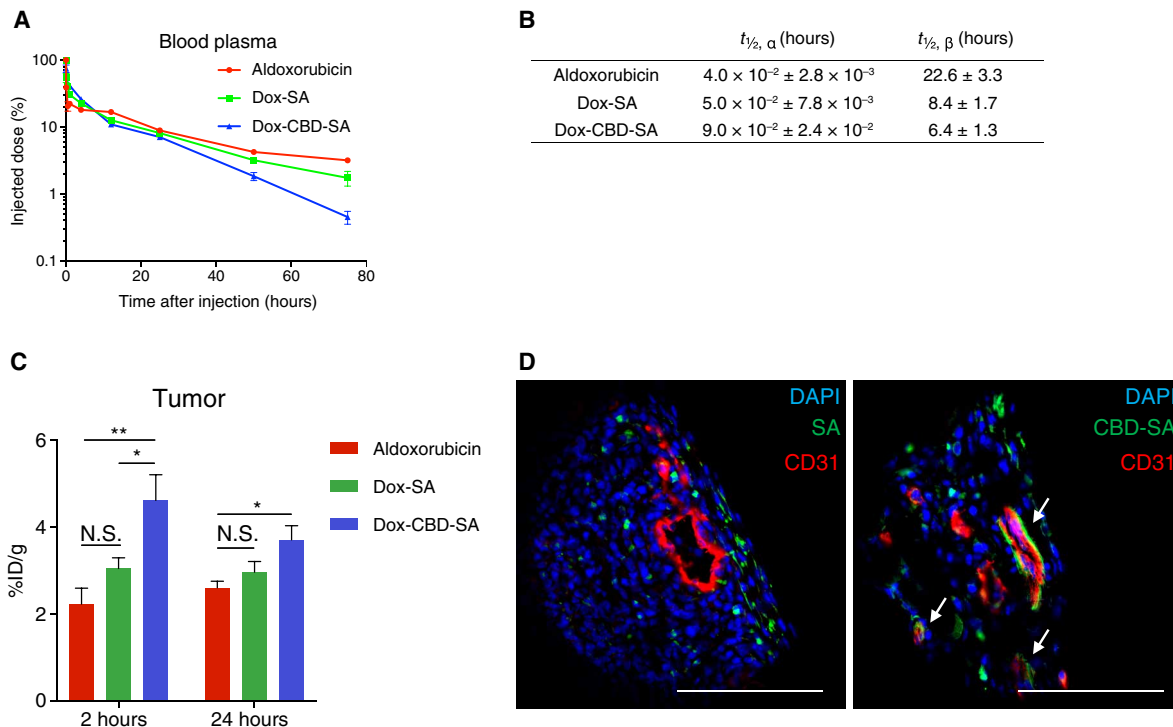 A
Blood plasma
Injected dose (%)
100
10
1
0.1
0
20
40
60
80
Time after injection (hours)
Aldoxorubicin
Dox-SA
Dox-CBD-SA
B
t½, α (hours) t½, β (hours)
Aldoxorubicin 4.0 × 10⁻² ± 2.8 × 10⁻³ 22.6 ± 3.3
Dox-SA 5.0 × 10⁻² ± 7.8 × 10⁻³ 8.4 ± 1.7
Dox-CBD-SA 9.0 × 10⁻² ± 2.4 × 10⁻² 6.4 ± 1.3
C
Tumor
%ID/g
6
4
2
0
**
*
N.S.
*
N.S.
2 hours
24 hours
Aldoxorubicin
Dox-SA
Dox-CBD-SA
D
DAPI
SA
CD31
DAPI
CBD-SA
CD31